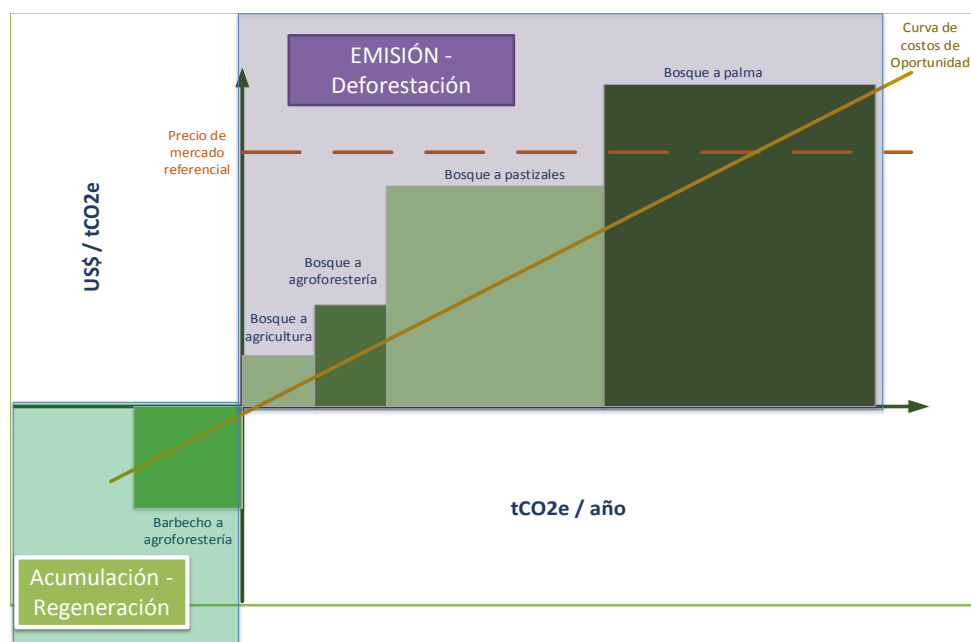 EMISIÓN -
Deforestación
Curva de
costos de
Oportunidad
Bosque a palma
Precio de
mercado
referencial
Bosque a pastizales
US$ / tCO2e
Bosque a
agroforestería
Bosque a
agricultura
tCO2e / año
Barbecho a
agroforestería
Acumulación -
Regeneración